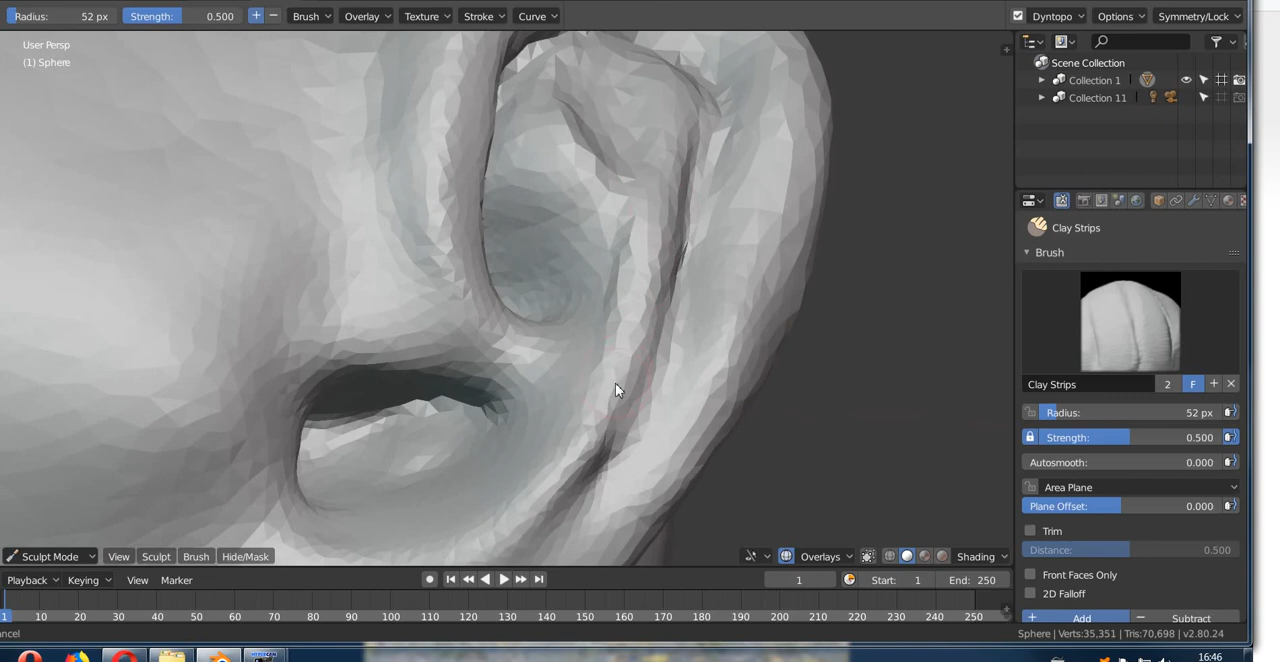 Radius: 52 px Strength: 0.500 Brush Overlay Texture Stroke Curve Dyntopo Options Symmetry/Lock
User Persp
(1) Sphere
Scene Collection
Collection 1
Collection 11
Clay Strips
Brush
Clay Strips 2 F
Radius: 52 px
Strength: 0.500
Autosmooth: 0.000
Area Plane
Plane Offset: 0.000
Trim
Distance: 0.500
Front Faces Only
2D Falloff
Add Subtract
Sculpt Mode View Sculpt Brush Hide/Mask Overlays Shading
Playback Keying View Marker 1 Start: 1 End: 250
1 10 20 30 40 50 60 70 80 90 100 110 120 130 140 150 160 170 180 190 200 210 220 230 240 250
ancel Sphere | Verts:35,351 | Tris:70,698 | v2.80.24
16:46